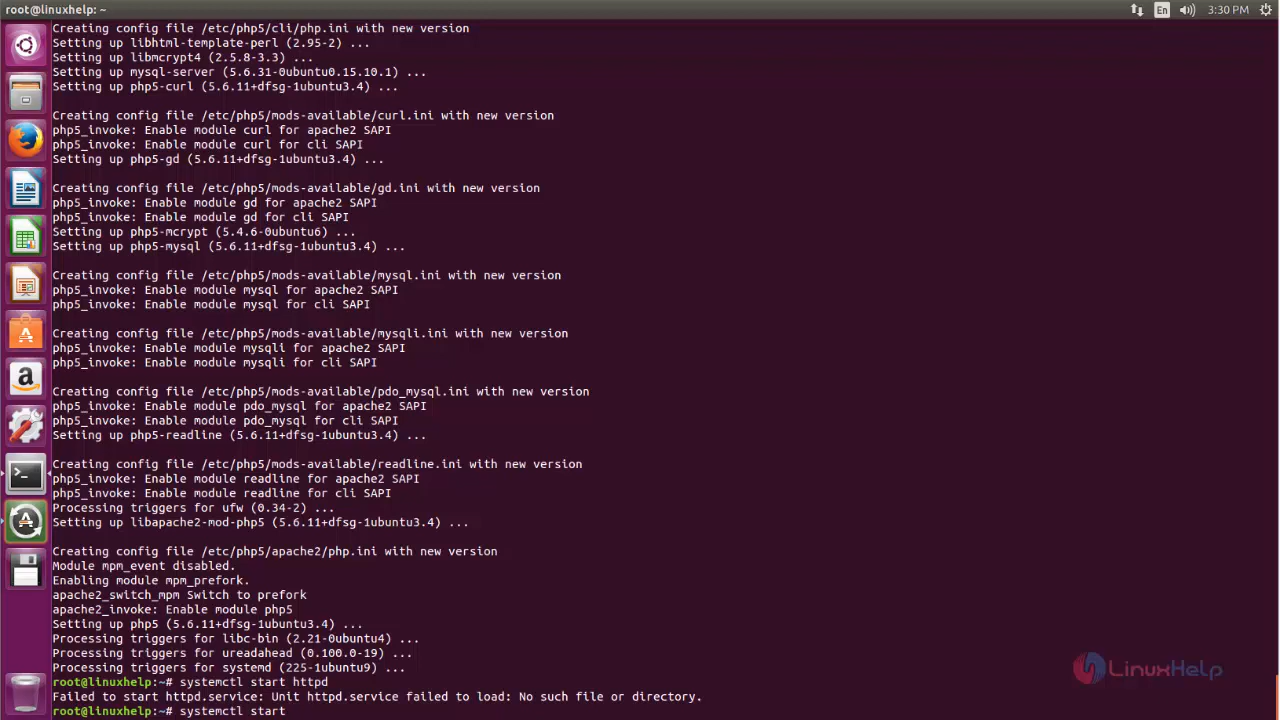 root@linuxhelp: ~
En
3:30 PM
Creating config file /etc/php5/cli/php.ini with new version
Setting up libhtml-template-perl (2.95-2) ...
Setting up libmcrypt4 (2.5.8-3.3) ...
Setting up mysql-server (5.6.31-0ubuntu0.15.10.1) ...
Setting up php5-curl (5.6.11+dfsg-1ubuntu3.4) ...
Creating config file /etc/php5/mods-available/curl.ini with new version
php5_invoke: Enable module curl for apache2 SAPI
php5_invoke: Enable module curl for cli SAPI
Setting up php5-gd (5.6.11+dfsg-1ubuntu3.4) ...
Creating config file /etc/php5/mods-available/gd.ini with new version
php5_invoke: Enable module gd for apache2 SAPI
php5_invoke: Enable module gd for cli SAPI
Setting up php5-mcrypt (5.4.6-0ubuntu6) ...
Setting up php5-mysql (5.6.11+dfsg-1ubuntu3.4) ...
Creating config file /etc/php5/mods-available/mysql.ini with new version
php5_invoke: Enable module mysql for apache2 SAPI
php5_invoke: Enable module mysql for cli SAPI
Creating config file /etc/php5/mods-available/mysqli.ini with new version
php5_invoke: Enable module mysqli for apache2 SAPI
php5_invoke: Enable module mysqli for cli SAPI
Creating config file /etc/php5/mods-available/pdo_mysql.ini with new version
php5_invoke: Enable module pdo_mysql for apache2 SAPI
php5_invoke: Enable module pdo_mysql for cli SAPI
Setting up php5-readline (5.6.11+dfsg-1ubuntu3.4) ...
Creating config file /etc/php5/mods-available/readline.ini with new version
php5_invoke: Enable module readline for apache2 SAPI
php5_invoke: Enable module readline for cli SAPI
Processing triggers for ufw (0.34-2) ...
Setting up libapache2-mod-php5 (5.6.11+dfsg-1ubuntu3.4) ...
Creating config file /etc/php5/apache2/php.ini with new version
Module mpm_event disabled.
Enabling module mpm_prefork.
apache2_switch_mpm Switch to prefork
apache2_invoke: Enable module php5
Setting up php5 (5.6.11+dfsg-1ubuntu3.4) ...
Processing triggers for libc-bin (2.21-0ubuntu4) ...
Processing triggers for ureadahead (0.100.0-19) ...
Processing triggers for systemd (225-1ubuntu9) ...
root@linuxhelp:~# systemctl start httpd
Failed to start httpd.service: Unit httpd.service failed to load: No such file or directory.
root@linuxhelp:~# systemctl start
LinuxHelp